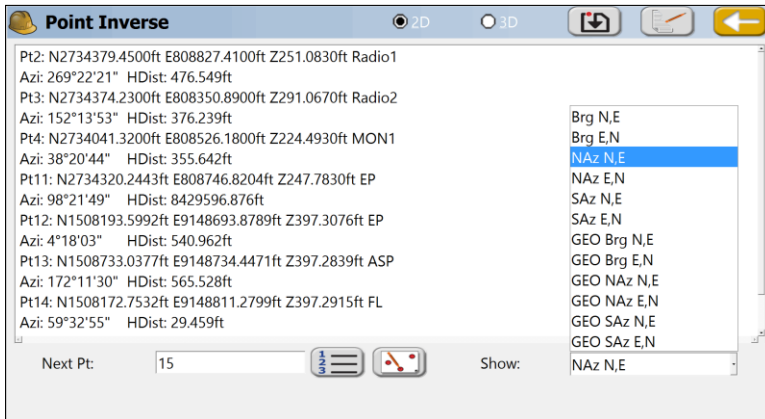 Point Inverse
2D
3D
Pt2: N2734379.4500ft E808827.4100ft Z251.0830ft Radio1
Azi: 269°22'21" HDist: 476.549ft
Pt3: N2734374.2300ft E808350.8900ft Z291.0670ft Radio2
Azi: 152°13'53" HDist: 376.239ft
Pt4: N2734041.3200ft E808526.1800ft Z224.4930ft MON1
Azi: 38°20'44" HDist: 355.642ft
Pt11: N2734320.2443ft E808746.8204ft Z247.7830ft EP
Azi: 98°21'49" HDist: 8429596.876ft
Pt12: N1508193.5992ft E9148693.8789ft Z397.3076ft EP
Azi: 4°18'03" HDist: 540.962ft
Pt13: N1508733.0377ft E9148734.4471ft Z397.2839ft ASP
Azi: 172°11'30" HDist: 565.528ft
Pt14: N1508172.7532ft E9148811.2799ft Z397.2915ft FL
Azi: 59°32'55" HDist: 29.459ft
Brg N,E
Brg E,N
NAz N,E
NAz E,N
SAz N,E
SAz E,N
GEO Brg N,E
GEO Brg E,N
GEO NAz N,E
GEO NAz E,N
GEO SAz N,E
GEO SAz E,N
Next Pt:
15
1
2
3
Show:
NAz N,E